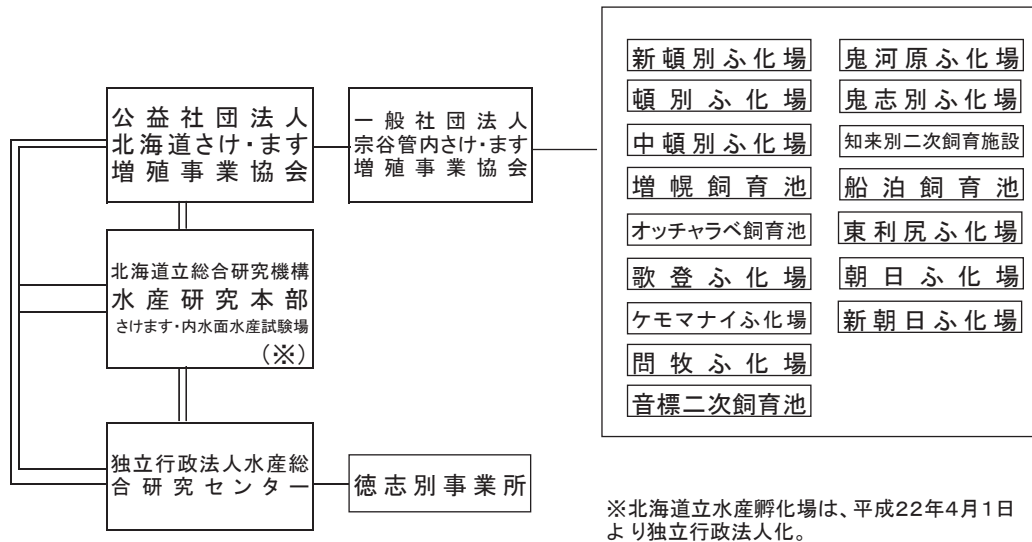 公益社団法人
北海道さけ・ます
増殖事業協会
一般社団法人
宗谷管内さけ・ます
増殖事業協会
北海道立総合研究機構
水産研究本部
さけます・内水面水産試験場
(※)
独立行政法人水産総
合研究センター
徳志別事業所
新頓別ふ化場
頓別ふ化場
中頓別ふ化場
増幌飼育池
オッチャラベ飼育池
歌登ふ化場
ケモマナイふ化場
問牧ふ化場
音標二次飼育池
鬼河原ふ化場
鬼志別ふ化場
知来別二次飼育施設
船泊飼育池
東利尻ふ化場
朝日ふ化場
新朝日ふ化場
※北海道立水産孵化場は、平成22年4月1日
より独立行政法人化。